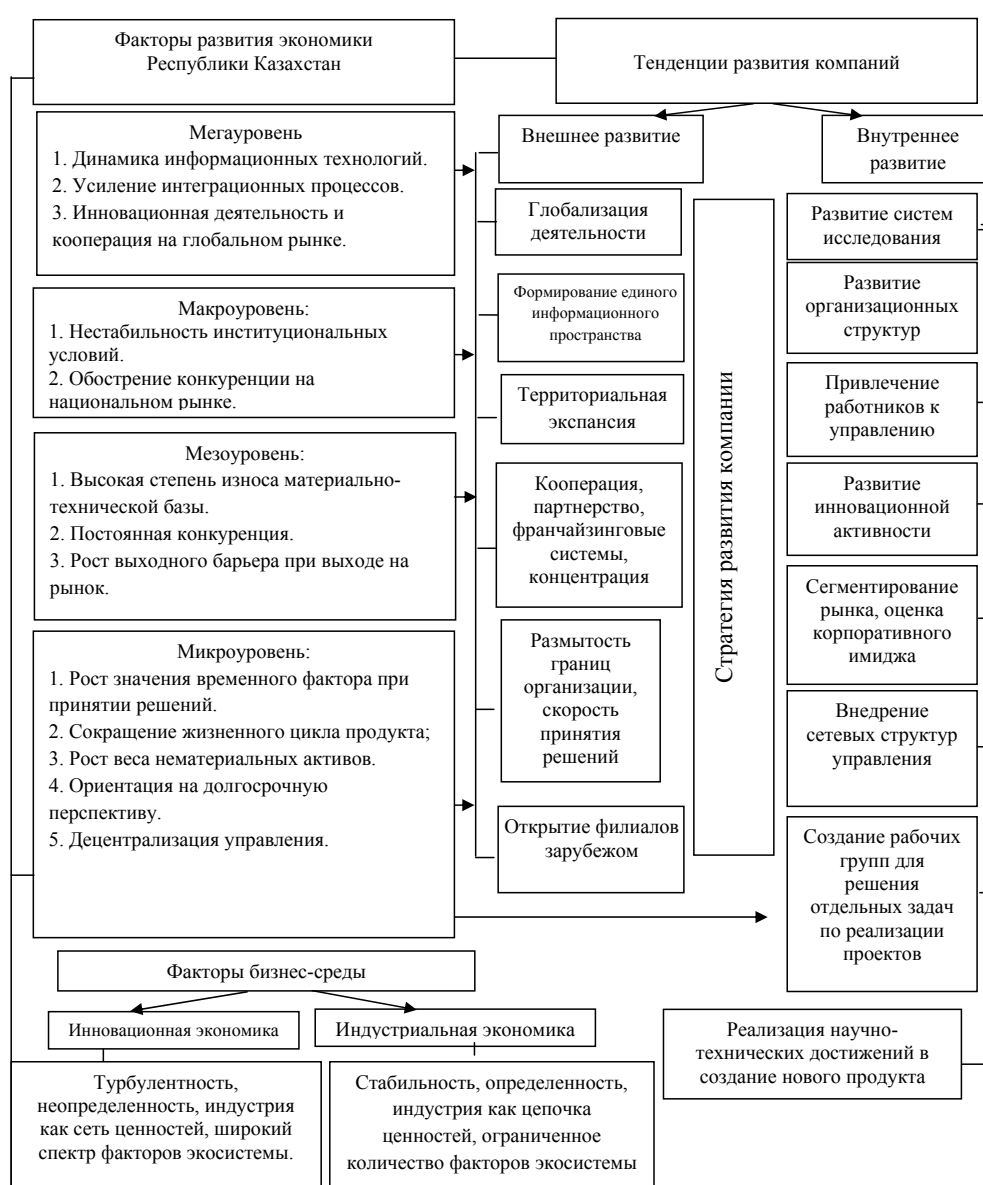 Факторы развития экономики
Республики Казахстан
Тенденции развития компаний
Мегауровень
1. Динамика информационных технологий.
2. Усиление интеграционных процессов.
3. Инновационная деятельность и
кооперация на глобальном рынке.
Макроуровень:
1. Нестабильность институциональных
условий.
2. Обострение конкуренции на
национальном рынке.
Мезоуровень:
1. Высокая степень износа материально-
технической базы.
2. Постоянная конкуренция.
3. Рост выходного барьера при выходе на
рынок.
Микроуровень:
1. Рост значения временного фактора при
принятии решений.
2. Сокращение жизненного цикла продукта;
3. Рост веса нематериальных активов.
4. Ориентация на долгосрочную
перспективу.
5. Децентрализация управления.
Внешнее развитие
Глобализация
деятельности
Формирование единого
информационного
пространства
Территориальная
экспансия
Кооперация,
партнерство,
франчайзинговые
системы,
концентрация
Размытость
границ
организации,
скорость
принятия
решений
Открытие филиалов
зарубежом
Стратегия развития компании
Внутреннее
развитие
Развитие систем
исследования
Развитие
организационных
структур
Привлечение
работников к
управлению
Развитие
инновационной
активности
Сегментирование
рынка, оценка
корпоративного
имиджа
Внедрение
сетевых структур
управления
Создание рабочих
групп для
решения
отдельных задач
по реализации
проектов
Реализация научно-
технических достижений в
создание нового продукта
Факторы бизнес-среды
Инновационная экономика
Индустриальная экономика
Турбулентность,
неопределенность, индустрия
как сеть ценностей, широкий
спектр факторов экосистемы.
Стабильность, определенность,
индустрия как цепочка
ценностей, ограниченное
количество факторов экосистемы